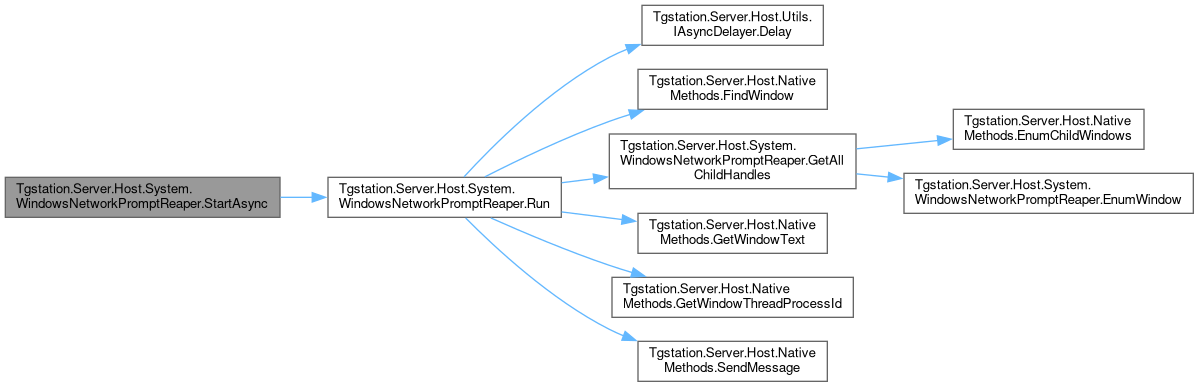 Tgstation.Server.Host.System.
WindowsNetworkPromptReaper.StartAsync
Tgstation.Server.Host.System.
WindowsNetworkPromptReaper.Run
Tgstation.Server.Host.Utils.
IAsyncDelayer.Delay
Tgstation.Server.Host.Native
Methods.FindWindow
Tgstation.Server.Host.System.
WindowsNetworkPromptReaper.GetAll
ChildHandles
Tgstation.Server.Host.Native
Methods.EnumChildWindows
Tgstation.Server.Host.System.
WindowsNetworkPromptReaper.EnumWindow
Tgstation.Server.Host.Native
Methods.GetWindowText
Tgstation.Server.Host.Native
Methods.GetWindowThreadProcessId
Tgstation.Server.Host.Native
Methods.SendMessage